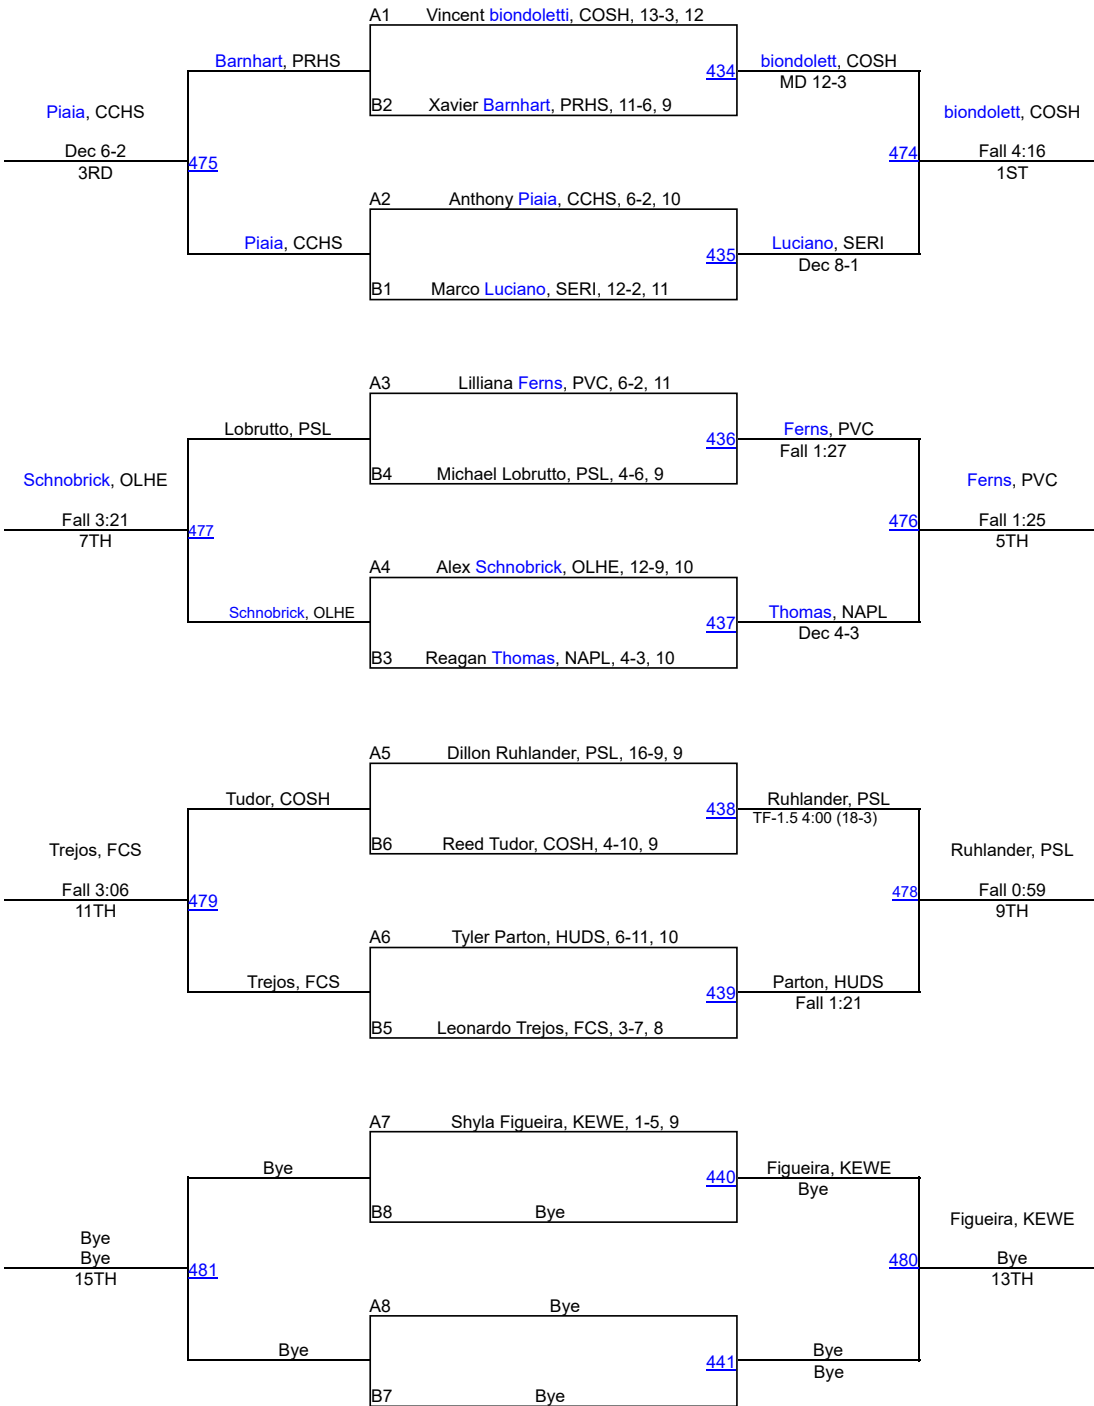 A1 Vincent biondoletti, COSH, 13-3, 12
Barnhart, PRHS
434
biondolett, COSH
MD 12-3
B2 Xavier Barnhart, PRHS, 11-6, 9
Piaia, CCHS
Dec 6-2
3RD
475
biondolett, COSH
474
Fall 4:16
1ST
A2 Anthony Piaia, CCHS, 6-2, 10
Piaia, CCHS
435
Luciano, SERI
Dec 8-1
B1 Marco Luciano, SERI, 12-2, 11
A3 Lilliana Ferns, PVC, 6-2, 11
Lobrutto, PSL
436
Ferns, PVC
Fall 1:27
B4 Michael Lobrutto, PSL, 4-6, 9
Schnobrick, OLHE
Fall 3:21
7TH
477
Ferns, PVC
476
Fall 1:25
5TH
A4 Alex Schnobrick, OLHE, 12-9, 10
Schnobrick, OLHE
437
Thomas, NAPL
Dec 4-3
B3 Reagan Thomas, NAPL, 4-3, 10
A5 Dillon Ruhlander, PSL, 16-9, 9
Tudor, COSH
438
Ruhlander, PSL
TF-1.5 4:00 (18-3)
B6 Reed Tudor, COSH, 4-10, 9
Trejos, FCS
Fall 3:06
11TH
479
Ruhlander, PSL
478
Fall 0:59
9TH
A6 Tyler Parton, HUDS, 6-11, 10
Trejos, FCS
439
Parton, HUDS
Fall 1:21
B5 Leonardo Trejos, FCS, 3-7, 8
A7 Shyla Figueira, KEWE, 1-5, 9
Bye
440
Figueira, KEWE
Bye
B8 Bye
Bye
Bye
15TH
481
Figueira, KEWE
480
Bye
13TH
A8 Bye
Bye
441
Bye
Bye
B7 Bye